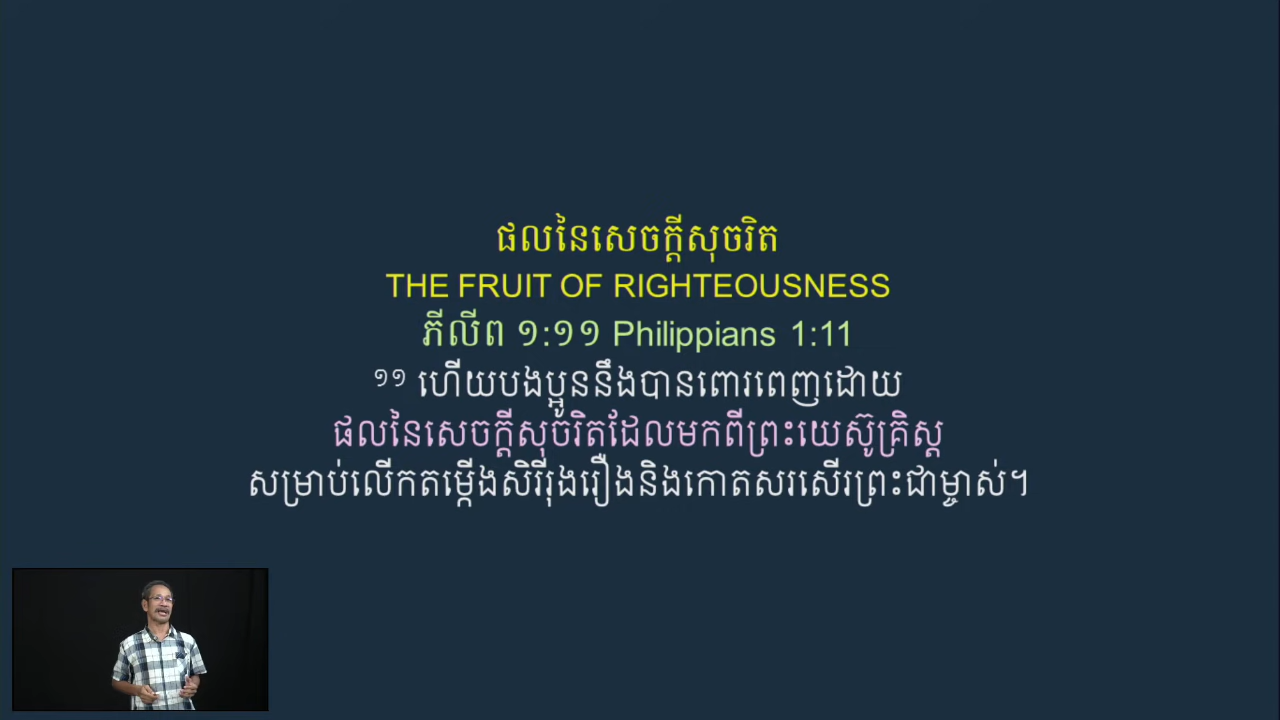 ផលនៃសេចក្តីសុចរិត
THE FRUIT OF RIGHTEOUSNESS
ភីលីព ១:១១ Philippians 1:11
១១ ហើយបងប្អូននឹងបានពោរពេញដោយ
ផលនៃសេចក្តីសុចរិតដែលមកពីព្រះយេស៊ូគ្រិស្ត
សម្រាប់លើកតម្កើងសិរីរុងរឿងនិងកោតសរសើរព្រះជាម្ចាស់។